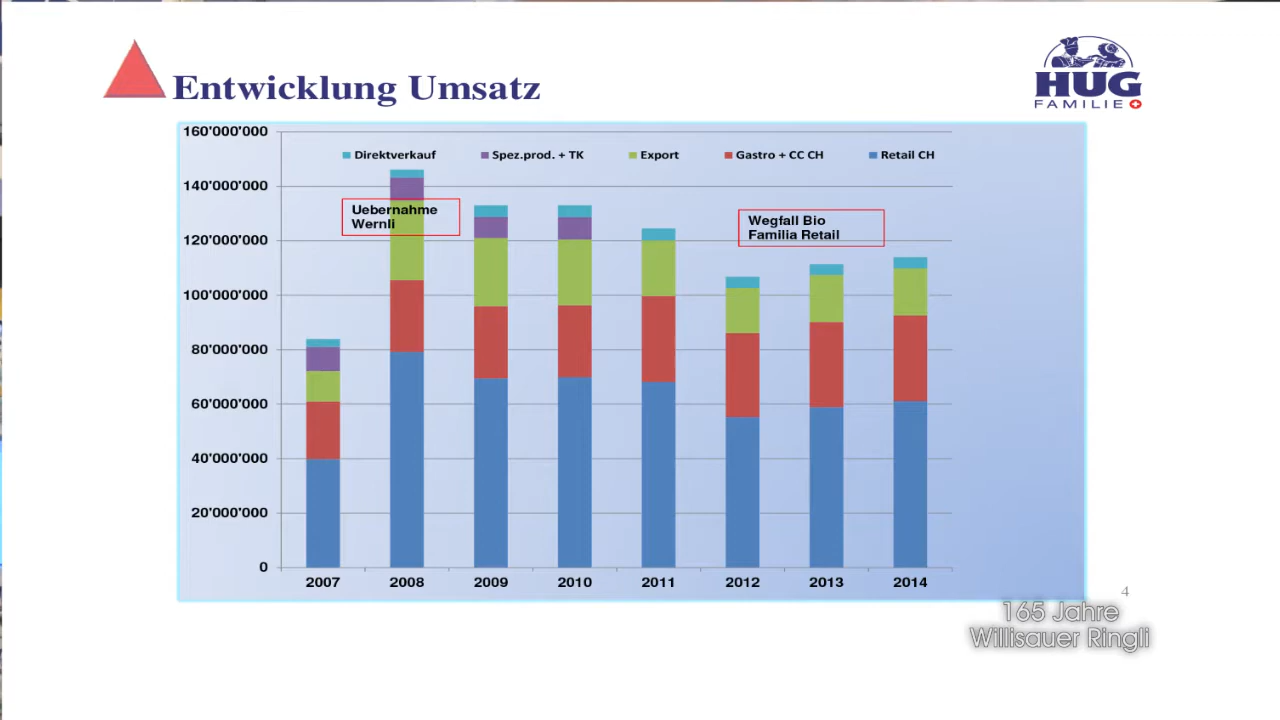 Entwicklung Umsatz
HUG
FAMILIE
160'000'000
Direktverkauf
Spez.prod. + TK
Export
Gastro + CC CH
Retail CH
140'000'000
Uebernahme
Wernli
Wegfall Bio
Familia Retail
120'000'000
100'000'000
80'000'000
60'000'000
40'000'000
20'000'000
0
2007
2008
2009
2010
2011
2012
2013
2014
4
165 Jahre
Willisauer Ringli